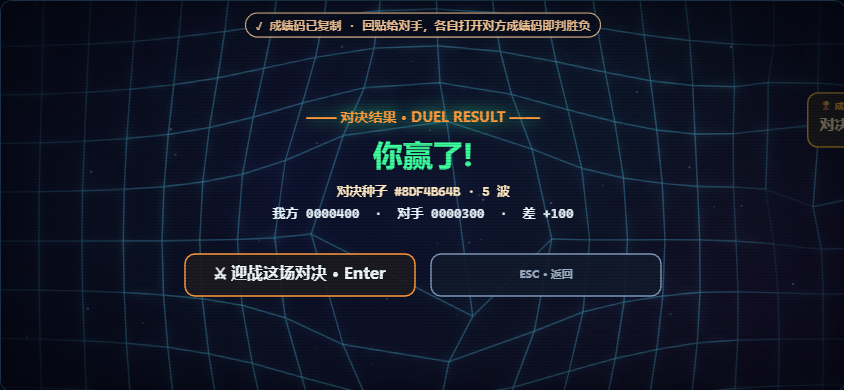 ✓ 成绩码已复制 · 回贴给对手，各自打开对方成绩码即判胜负
成
对决
—— 对决结果 • DUEL RESULT ——
你赢了!
对决种子 #8DF4B64B · 5 波
我方 0000400 · 对手 0000300 · 差 +100
⚔ 迎战这场对决 • Enter
ESC • 返回